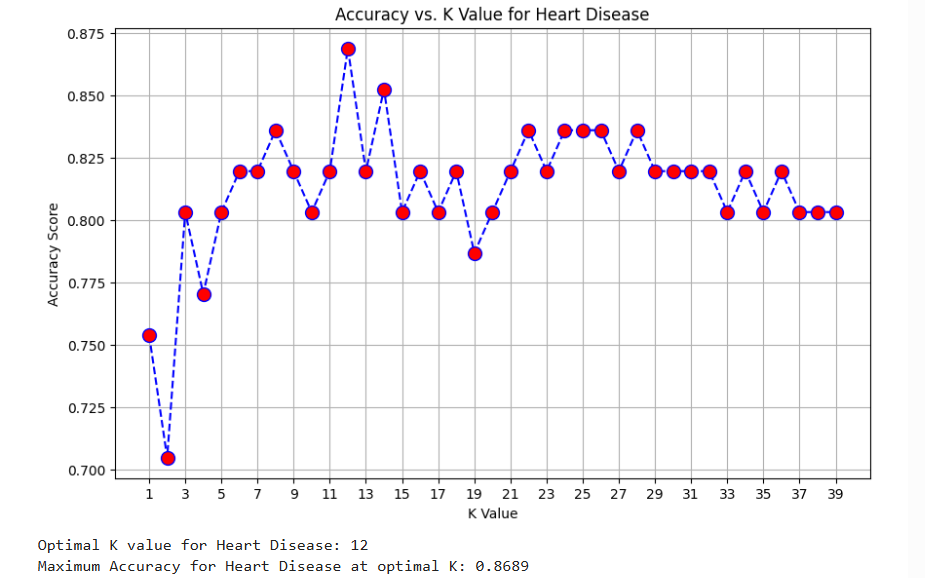 Accuracy vs. K Value for Heart Disease
0.875
0.850
0.825
0.800
0.775
0.750
0.725
0.700
Accuracy Score
1 3 5 7 9 11 13 15 17 19 21 23 25 27 29 31 33 35 37 39
K Value
Optimal K value for Heart Disease: 12
Maximum Accuracy for Heart Disease at optimal K: 0.8689